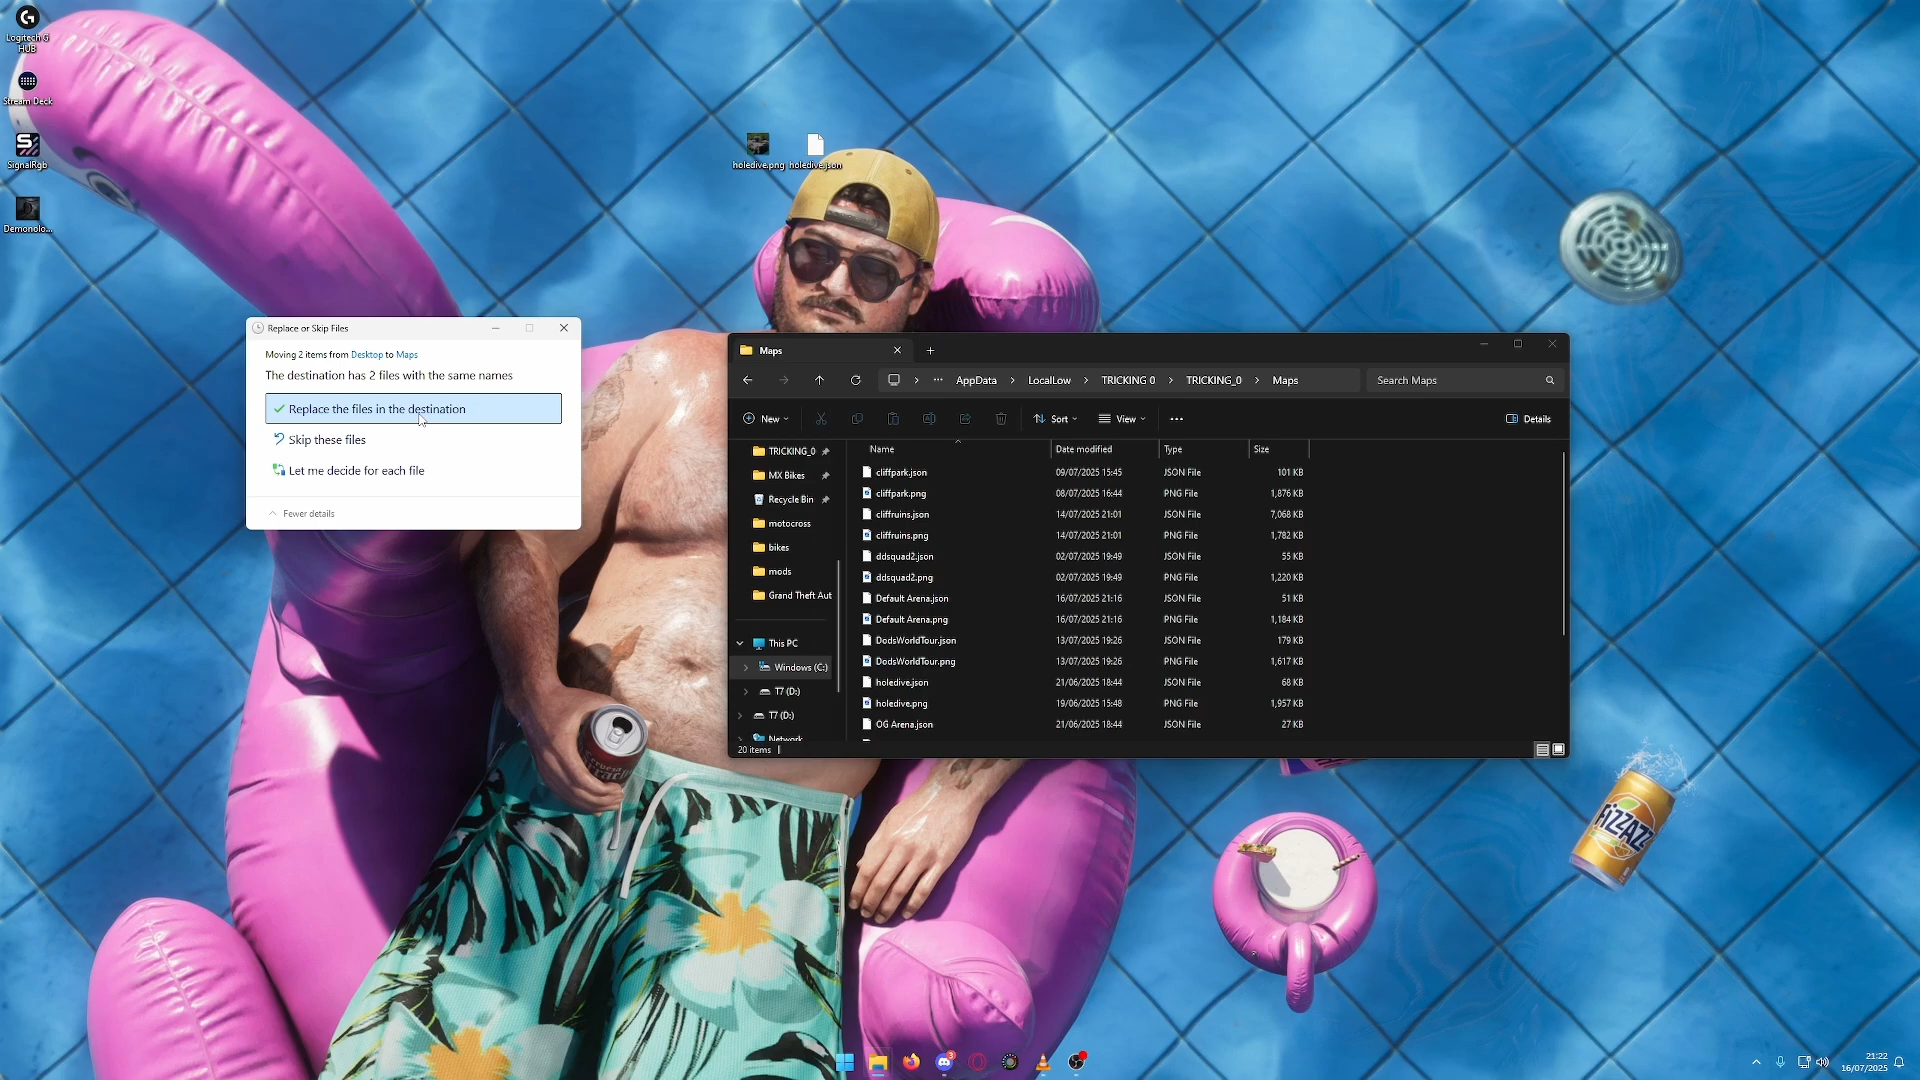 Logitech G
HUB
Stream Deck
SignalRgb
Demonolo...
holedive.png
holedive.json
Replace or Skip Files
Moving 2 items from Desktop to Maps
The destination has 2 files with the same names
Replace the files in the destination
Skip these files
Let me decide for each file
Fewer details
Maps
AppData > LocalLow > TRICKING 0 > TRICKING_0 > Maps
Search Maps
New
Sort
View
Details
Name Date modified Type Size
TRICKING_0
MX Bikes
Recycle Bin
motocross
bikes
mods
Grand Theft Aut
This PC
Windows (C:)
T7 (D:)
T7 (D:)
Network
cliffpark.json 09/07/2025 15:45 JSON File 101 KB
cliffpark.png 08/07/2025 16:44 PNG File 1,876 KB
cliffruins.json 14/07/2025 21:01 JSON File 7,068 KB
cliffruins.png 14/07/2025 21:01 PNG File 1,782 KB
ddsquad2.json 02/07/2025 19:49 JSON File 55 KB
ddsquad2.png 02/07/2025 19:49 PNG File 1,220 KB
Default Arena.json 16/07/2025 21:16 JSON File 51 KB
Default Arena.png 16/07/2025 21:16 PNG File 1,184 KB
DodsWorldTour.json 13/07/2025 19:26 JSON File 179 KB
DodsWorldTour.png 13/07/2025 19:26 PNG File 1,617 KB
holedive.json 21/06/2025 18:44 JSON File 68 KB
holedive.png 19/06/2025 15:48 PNG File 1,957 KB
OG Arena.json 21/06/2025 18:44 JSON File 27 KB
20 items
FIZZAZZ
3
21:22
16/07/2025